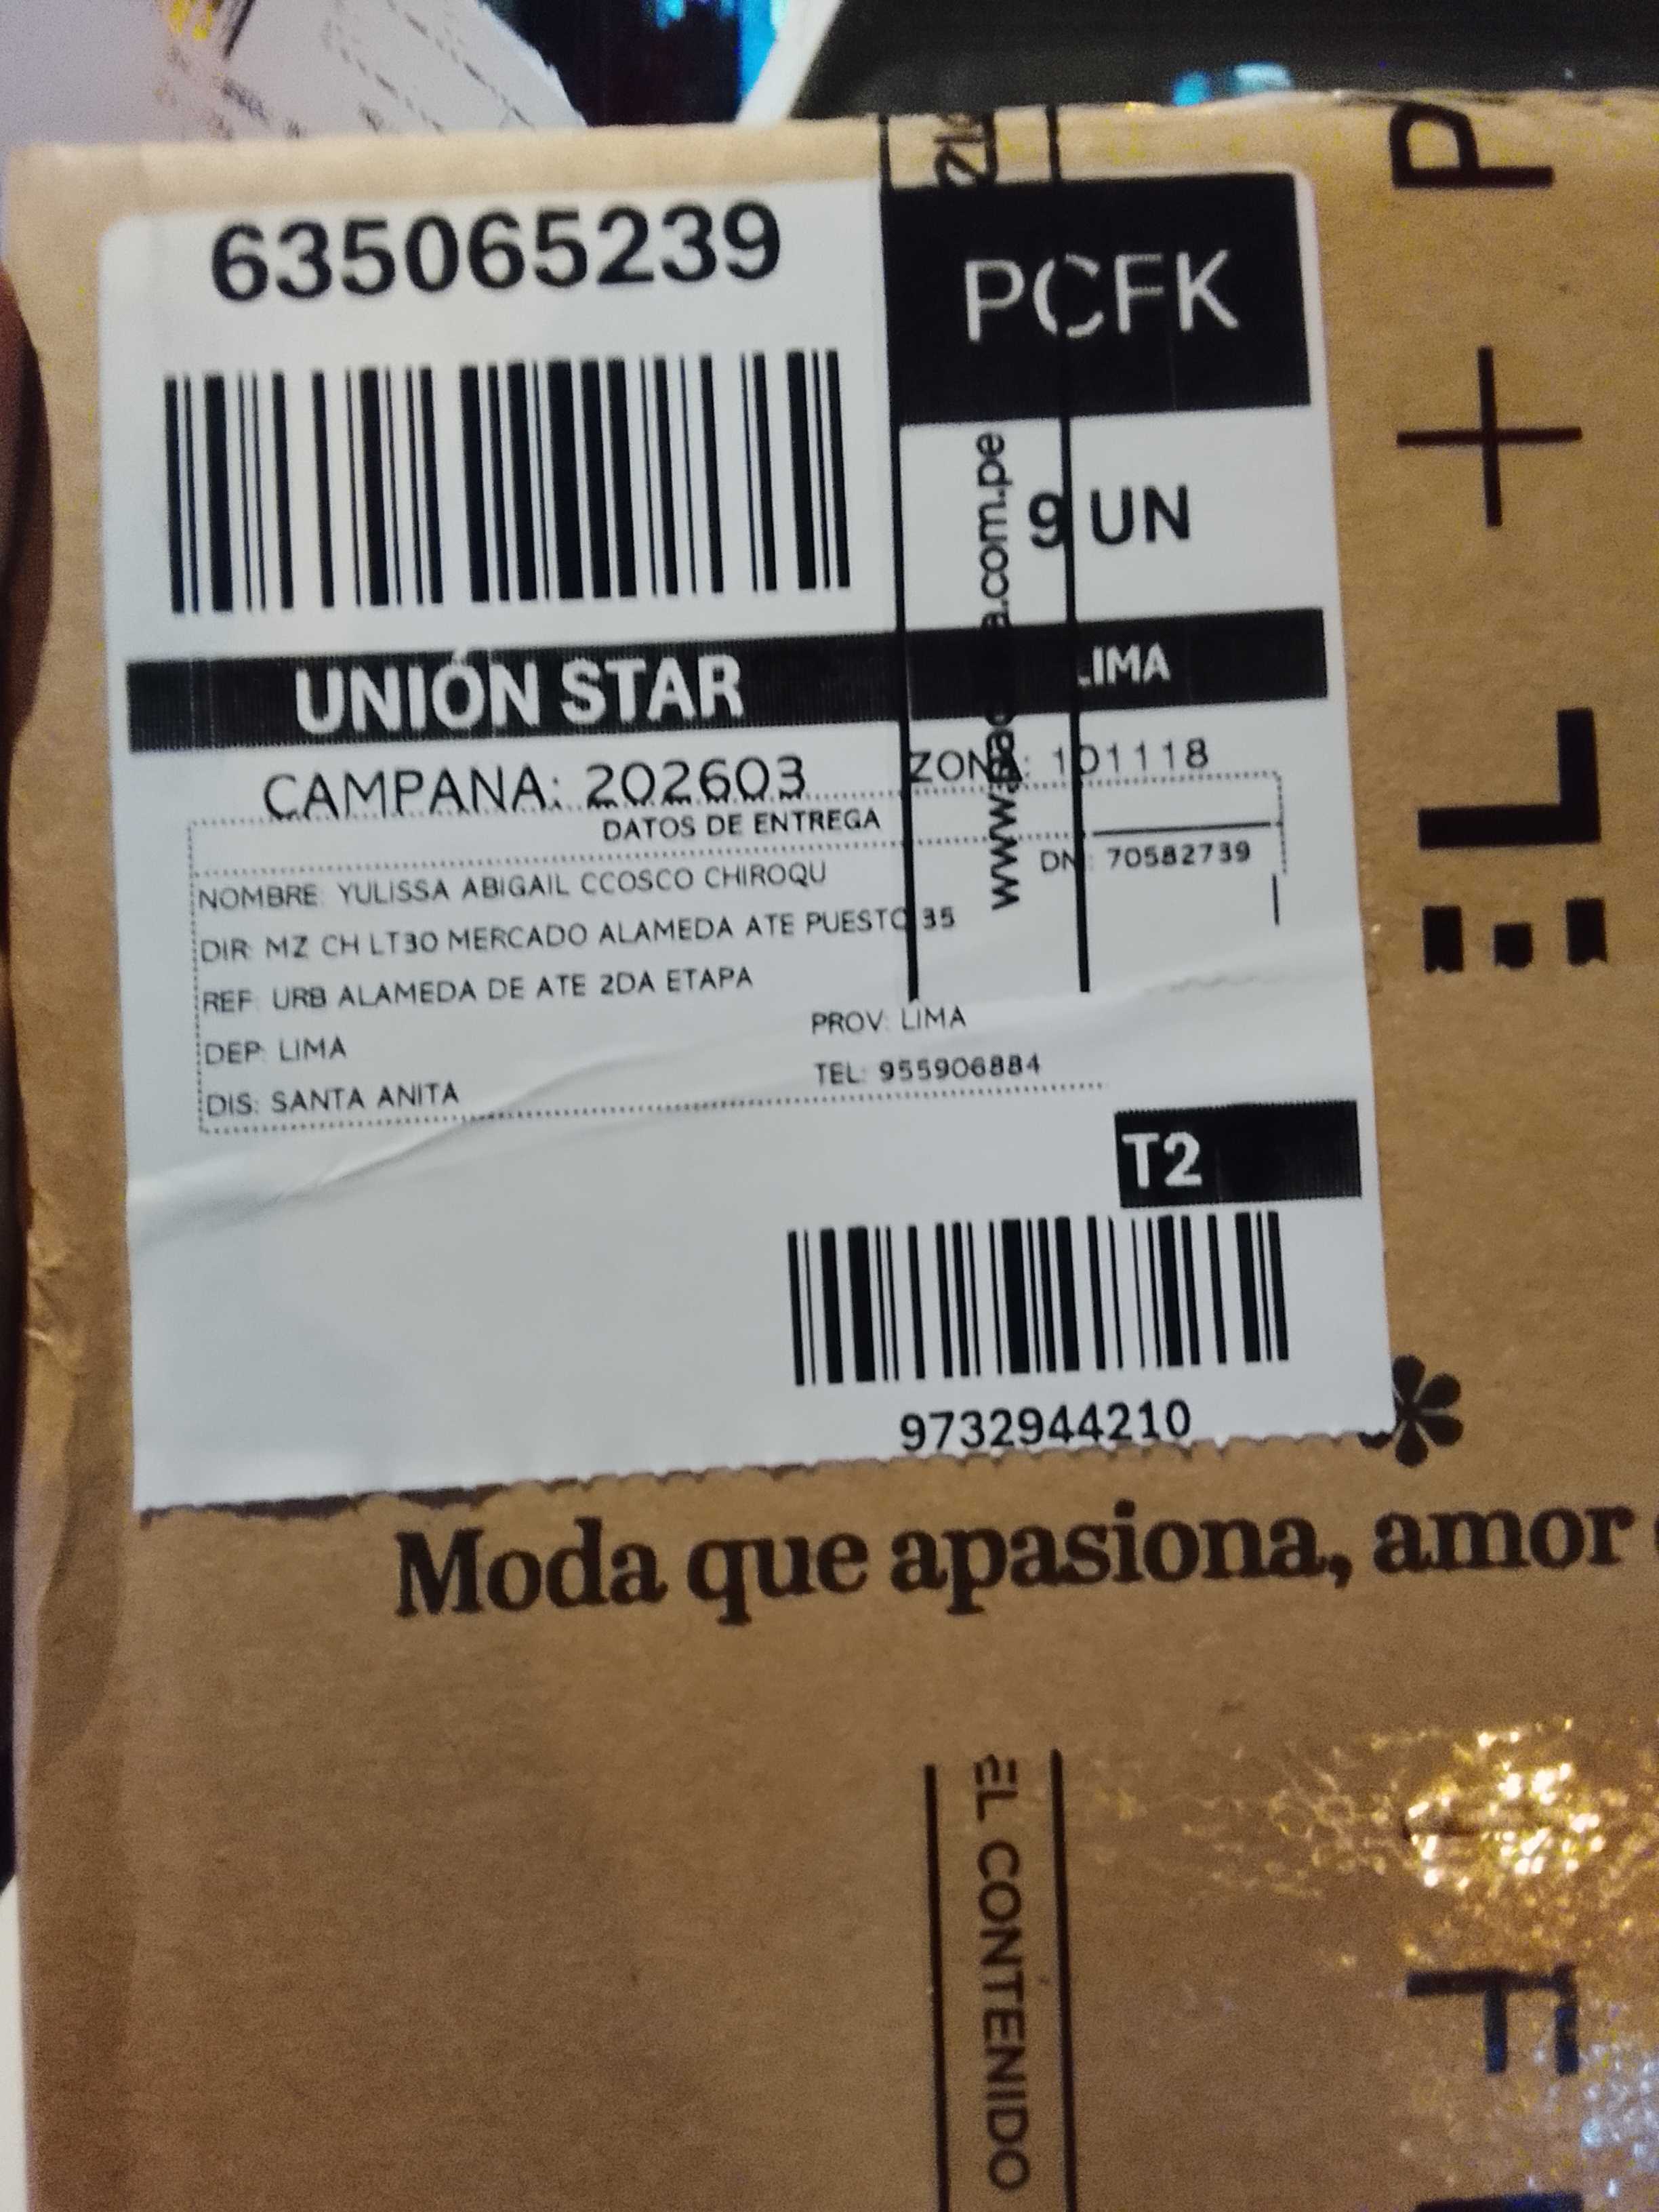 635065239
PCFK
9 UN
UNIÓN STAR
LIMA
CAMPANA: 202603
ZONA: 101118
DATOS DE ENTREGA
NOMBRE: YULISSA ABIGAIL CCOSCO CHIROQU
DNI: 70582739
DIR: MZ CH LT30 MERCADO ALAMEDA ATE PUESTO 35
REF: URB ALAMEDA DE ATE 2DA ETAPA
DEP: LIMA
PROV: LIMA
DIS: SANTA ANITA
TEL: 955906884
T2
9732944210
Moda que apasiona, amor
EL CONTENIDO